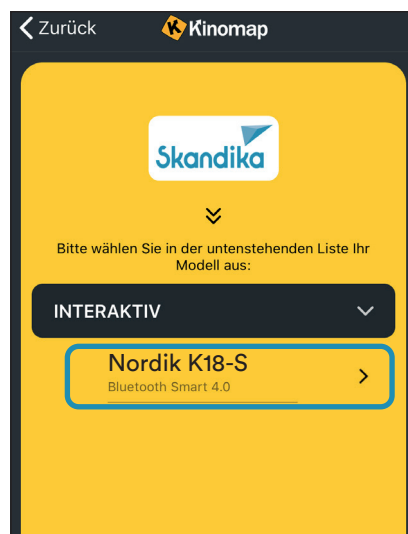 Zurück
Kinomap
Skandika
Bitte wählen Sie in der untenstehenden Liste Ihr
Modell aus:
INTERAKTIV
Nordik K18-S
Bluetooth Smart 4.0